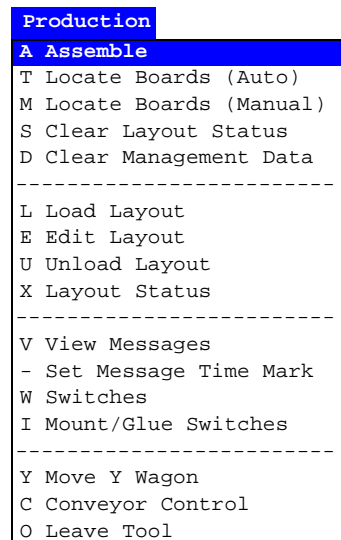 Production
A Assemble
T Locate Boards (Auto)
M Locate Boards (Manual)
S Clear Layout Status
D Clear Management Data
-------------------------
L Load Layout
E Edit Layout
U Unload Layout
X Layout Status
-------------------------
V View Messages
- Set Message Time Mark
W Switches
I Mount/Glue Switches
-------------------------
Y Move Y Wagon
C Conveyor Control
O Leave Tool